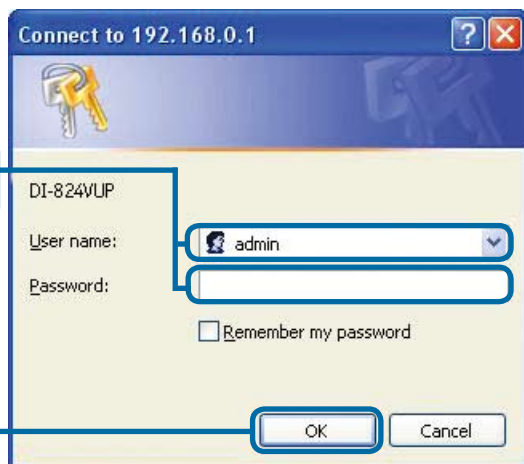 Connect to 192.168.0.1
DI-824VUP
User name:
admin
Password:
Remember my password
OK
Cancel